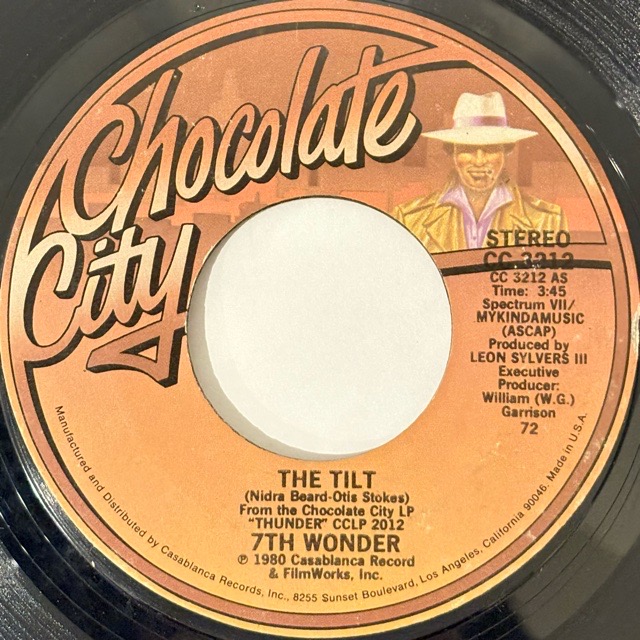 Chocolate
City
STEREO
CC 3212
CC 3212 AS
Time: 3:45
Spectrum VII/
MYKINDAMUSIC
(ASCAP)
Produced by
LEON SYLVERS III
Executive
Producer:
William (W.G.)
Garrison
72
THE TILT
(Nidra Beard-Otis Stokes)
From the Chocolate City LP
"THUNDER" CCLP 2012
7TH WONDER
℗ 1980 Casablanca Record
& FilmWorks, Inc.
Manufactured and Distributed by Casablanca Records, Inc., 8255 Sunset Boulevard, Los Angeles, California 90046. Made in U.S.A.